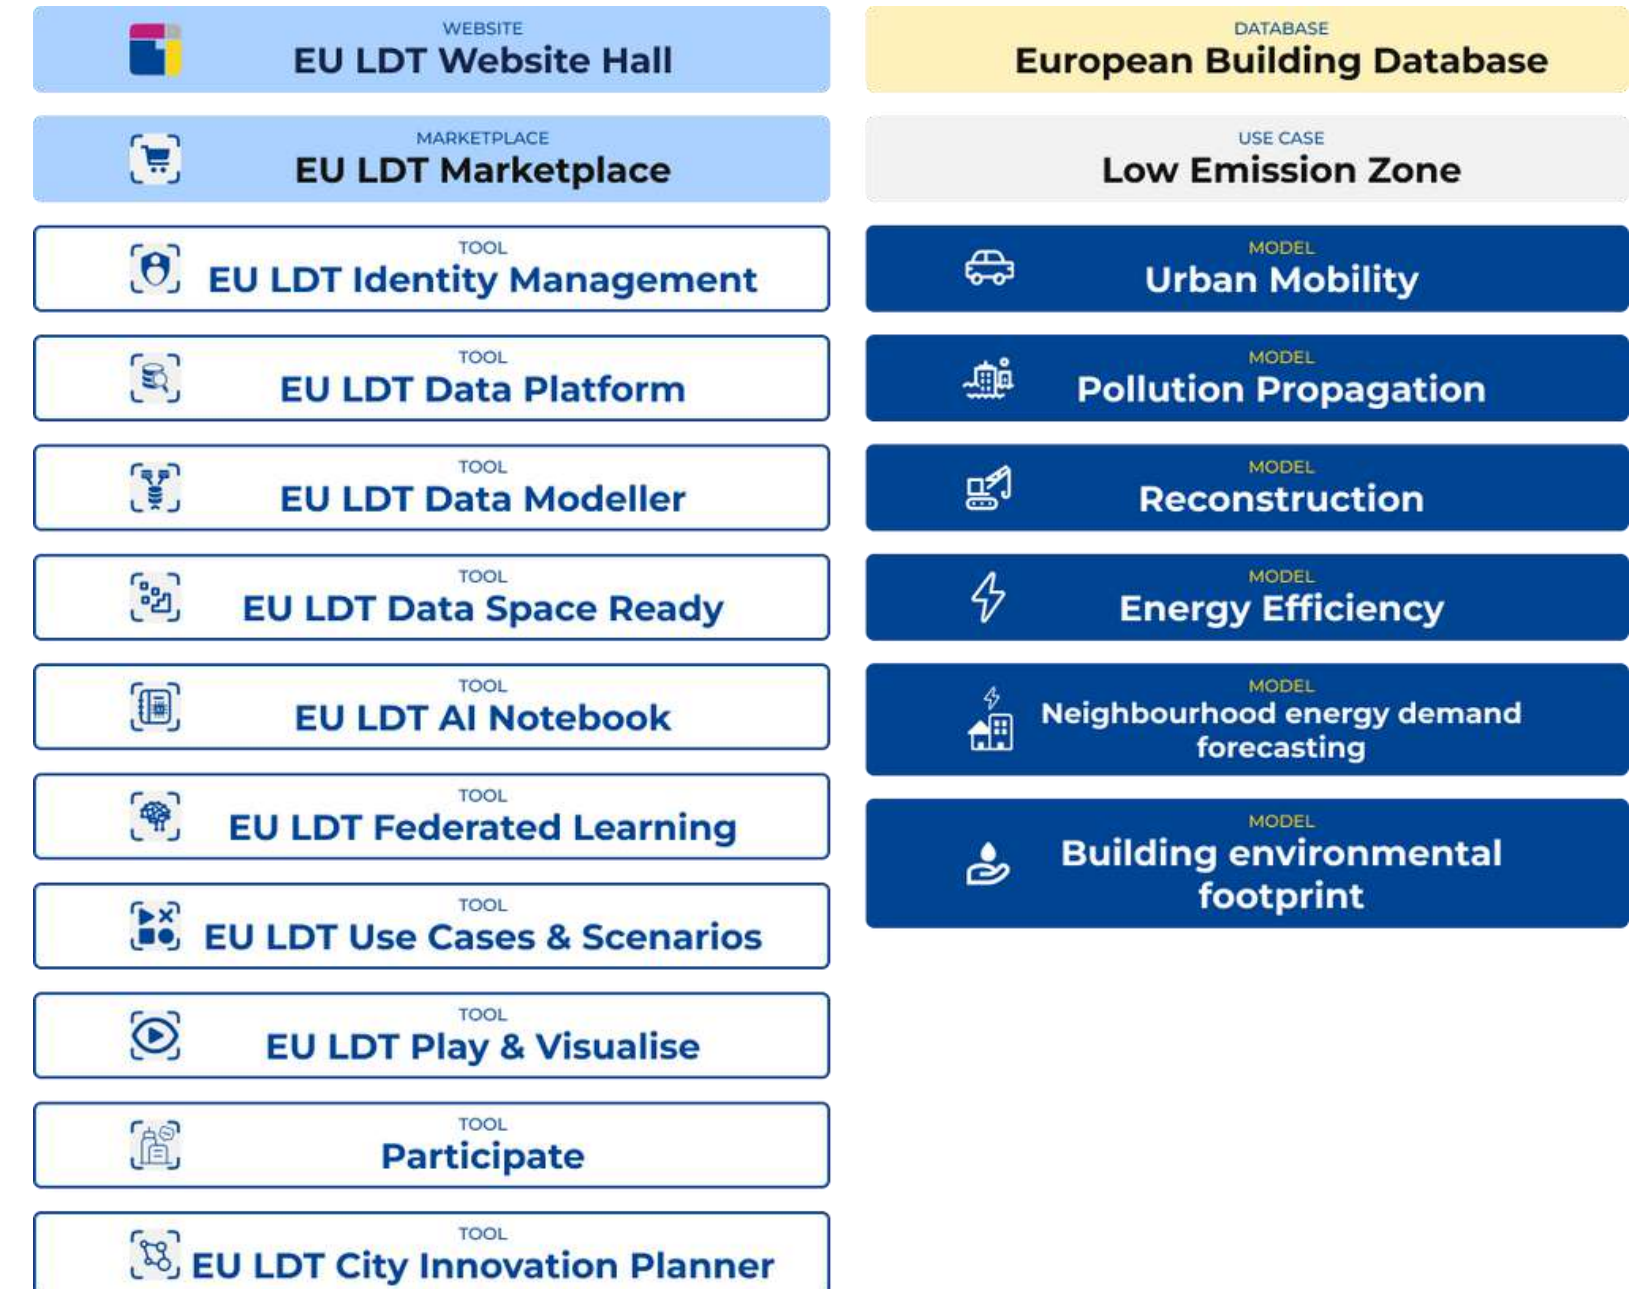 WEBSITE
EU LDT Website Hall
MARKETPLACE
EU LDT Marketplace
TOOL
EU LDT Identity Management
TOOL
EU LDT Data Platform
TOOL
EU LDT Data Modeller
TOOL
EU LDT Data Space Ready
TOOL
EU LDT AI Notebook
TOOL
EU LDT Federated Learning
TOOL
EU LDT Use Cases & Scenarios
TOOL
EU LDT Play & Visualise
TOOL
Participate
TOOL
EU LDT City Innovation Planner
DATABASE
European Building Database
USE CASE
Low Emission Zone
MODEL
Urban Mobility
MODEL
Pollution Propagation
MODEL
Reconstruction
MODEL
Energy Efficiency
MODEL
Neighbourhood energy demand
forecasting
MODEL
Building environmental
footprint